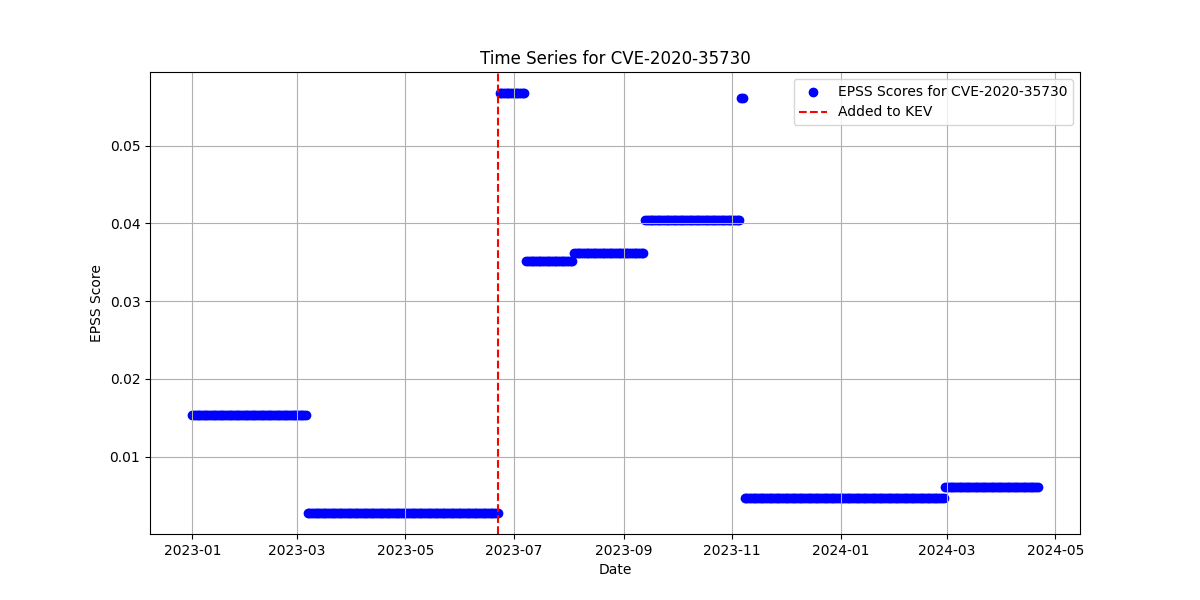 Time Series for CVE-2020-35730
EPSS Scores for CVE-2020-35730
Added to KEV
EPSS Score
0.05
0.04
0.03
0.02
0.01
2023-01 2023-03 2023-05 2023-07 2023-09 2023-11 2024-01 2024-03 2024-05
Date